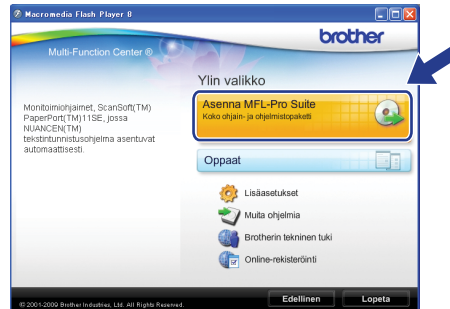 Macromedia Flash Player 8
brother
Multi-Function Center ®
Ylin valikko
Asenna MFL-Pro Suite
Koko ohjain- ja ohjelmistopaketti
Monitoimiohjaimet, ScanSoft(TM)
PaperPort(TM)11SE, jossa
NUANCEN(TM)
tekstintunnistusohjelma asentuvat
automaattisesti.
Oppaat
Lisäasetukset
Muita ohjelmia
Brotherin tekninen tuki
Online-rekisteröinti
© 2001-2009 Brother Industries, Ltd. All Rights Reserved.
Edellinen
Lopeta